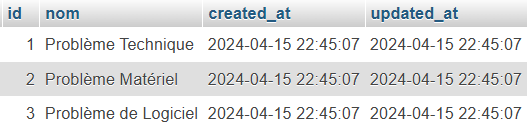 id nom created_at updated_at
1 Problème Technique 2024-04-15 22:45:07 2024-04-15 22:45:07
2 Problème Matériel 2024-04-15 22:45:07 2024-04-15 22:45:07
3 Problème de Logiciel 2024-04-15 22:45:07 2024-04-15 22:45:07